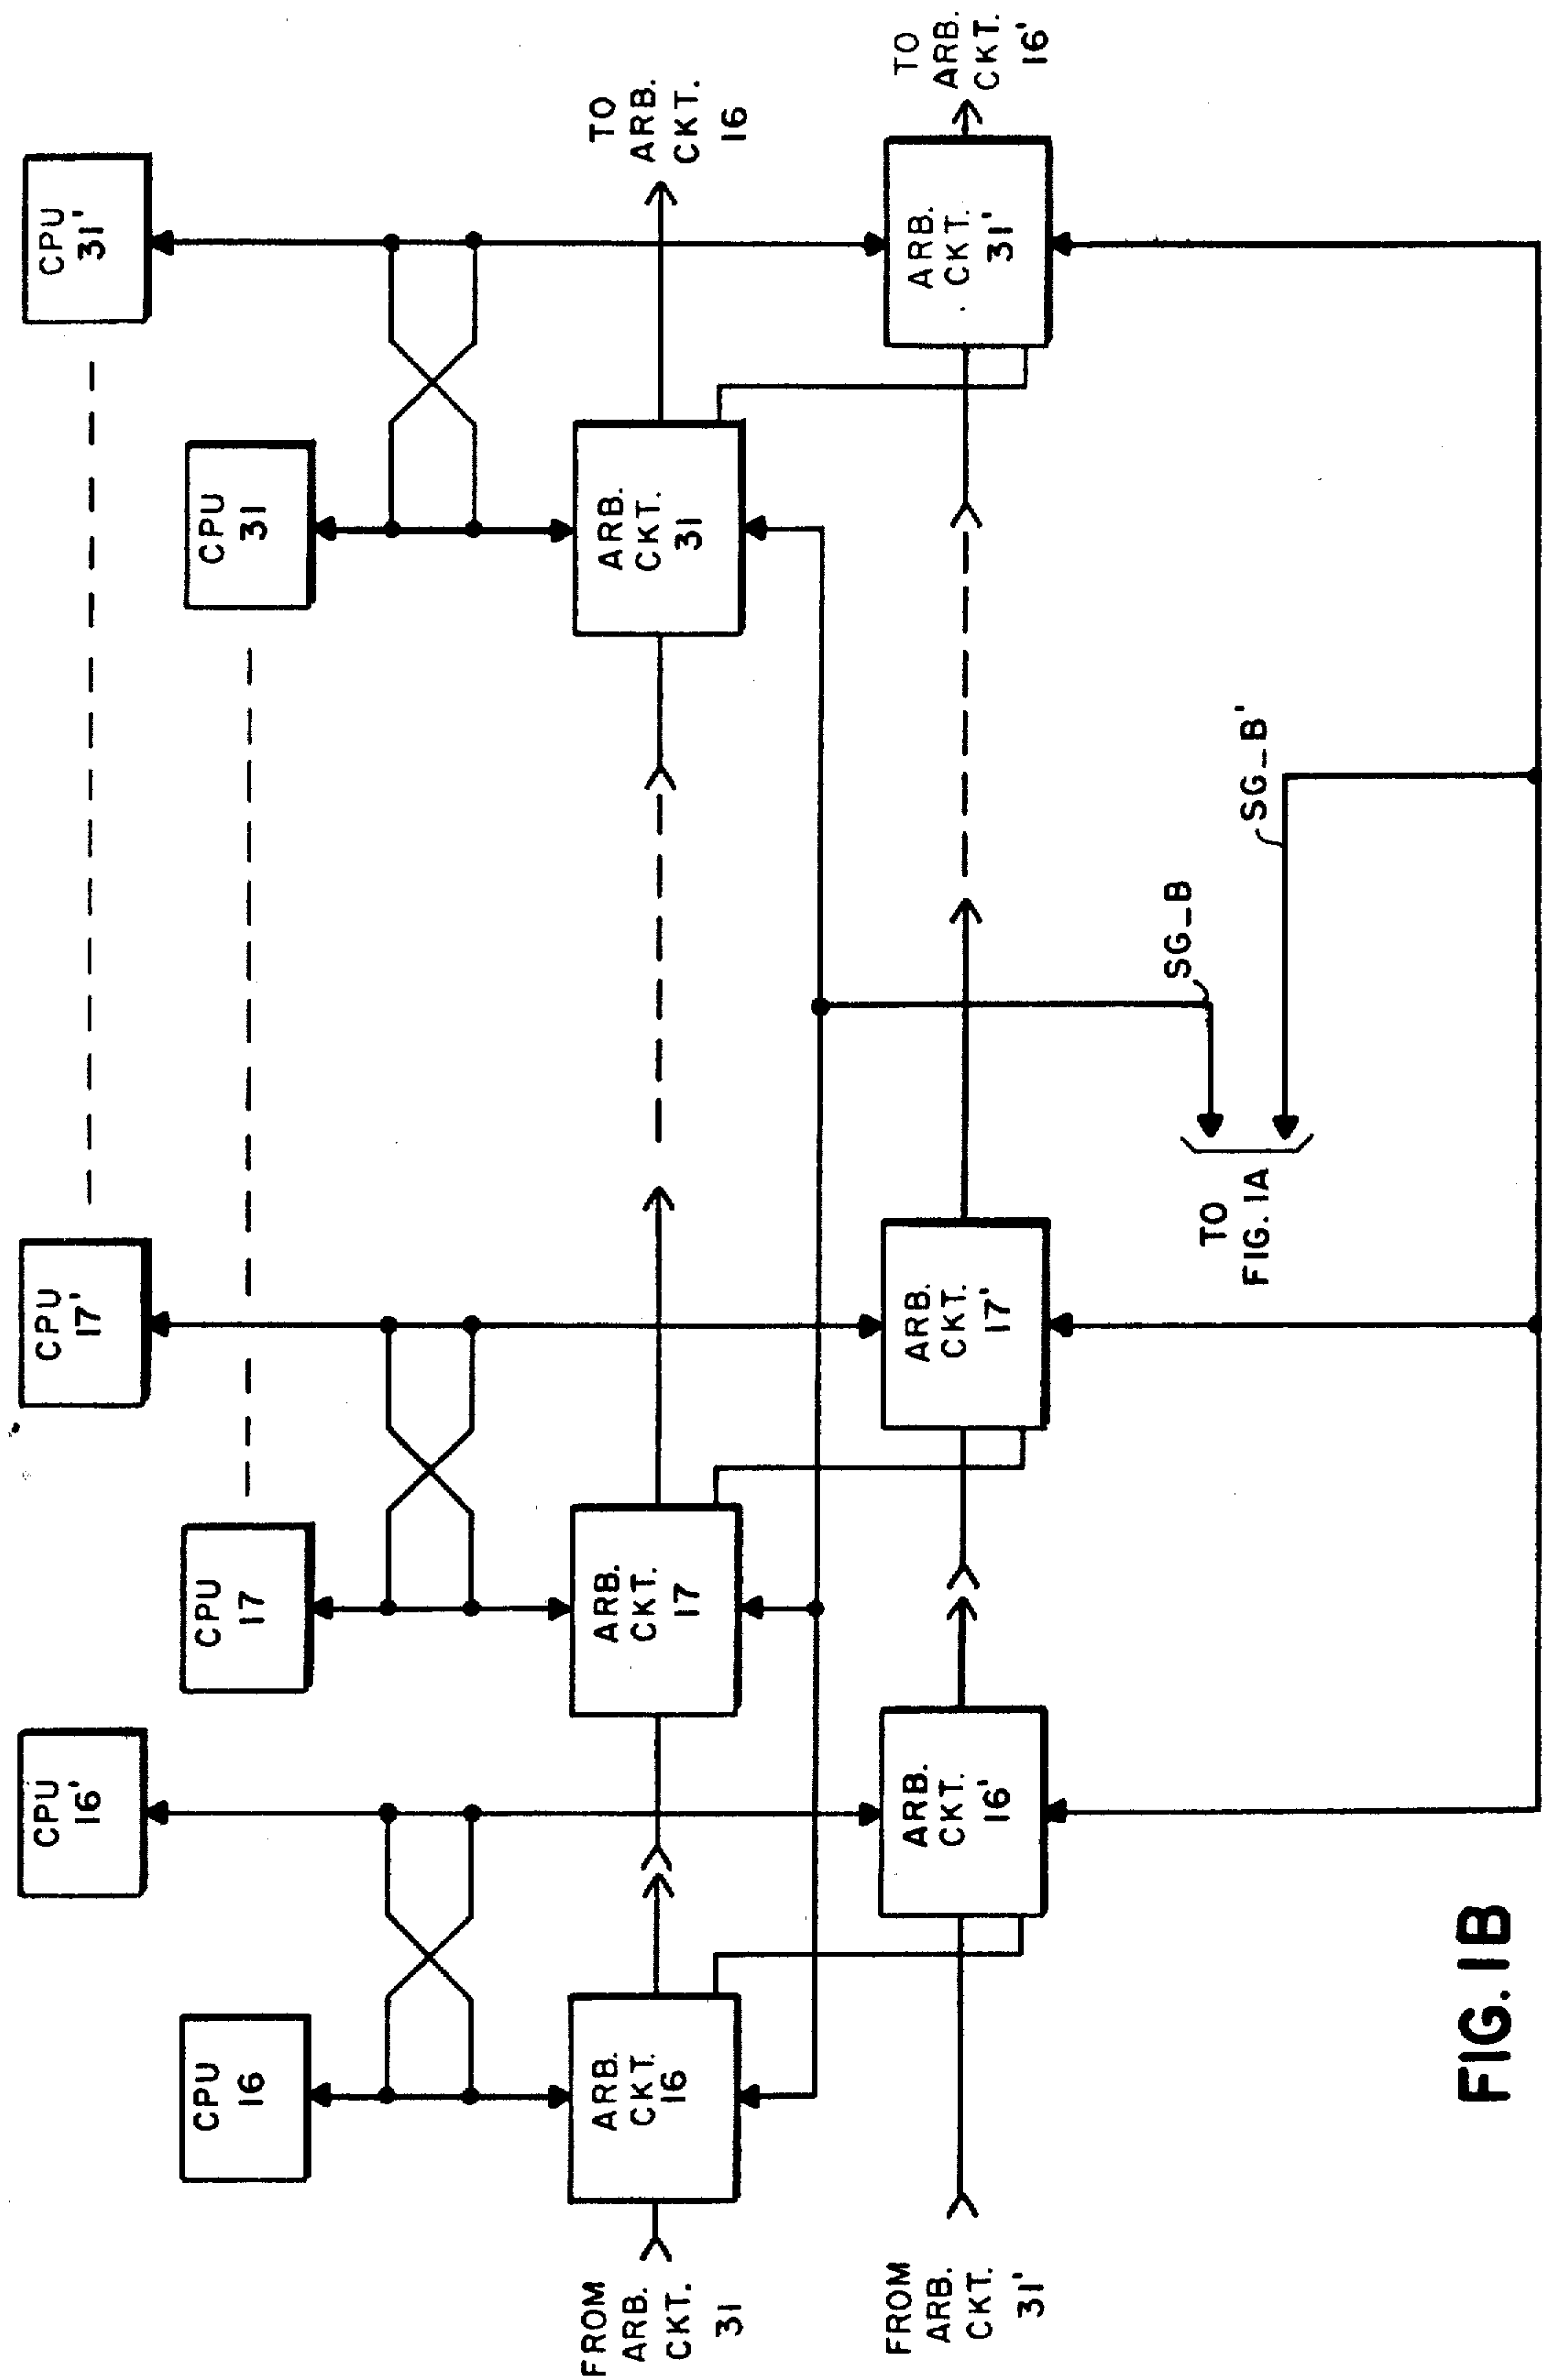 CPU
16'
CPU
17'
CPU
31'
CPU
16
CPU
17
CPU
31
FROM
ARB.
CKT.
31
ARB.
CKT.
16
ARB.
CKT.
17
ARB.
CKT.
31
TO
ARB.
CKT.
16
FROM
ARB.
CKT.
31'
ARB.
CKT.
16'
ARB.
CKT.
17'
ARB.
CKT.
31'
TO
ARB.
CKT.
16'
SG_B
SG_B'
TO
FIG. 1A
FIG. 1B